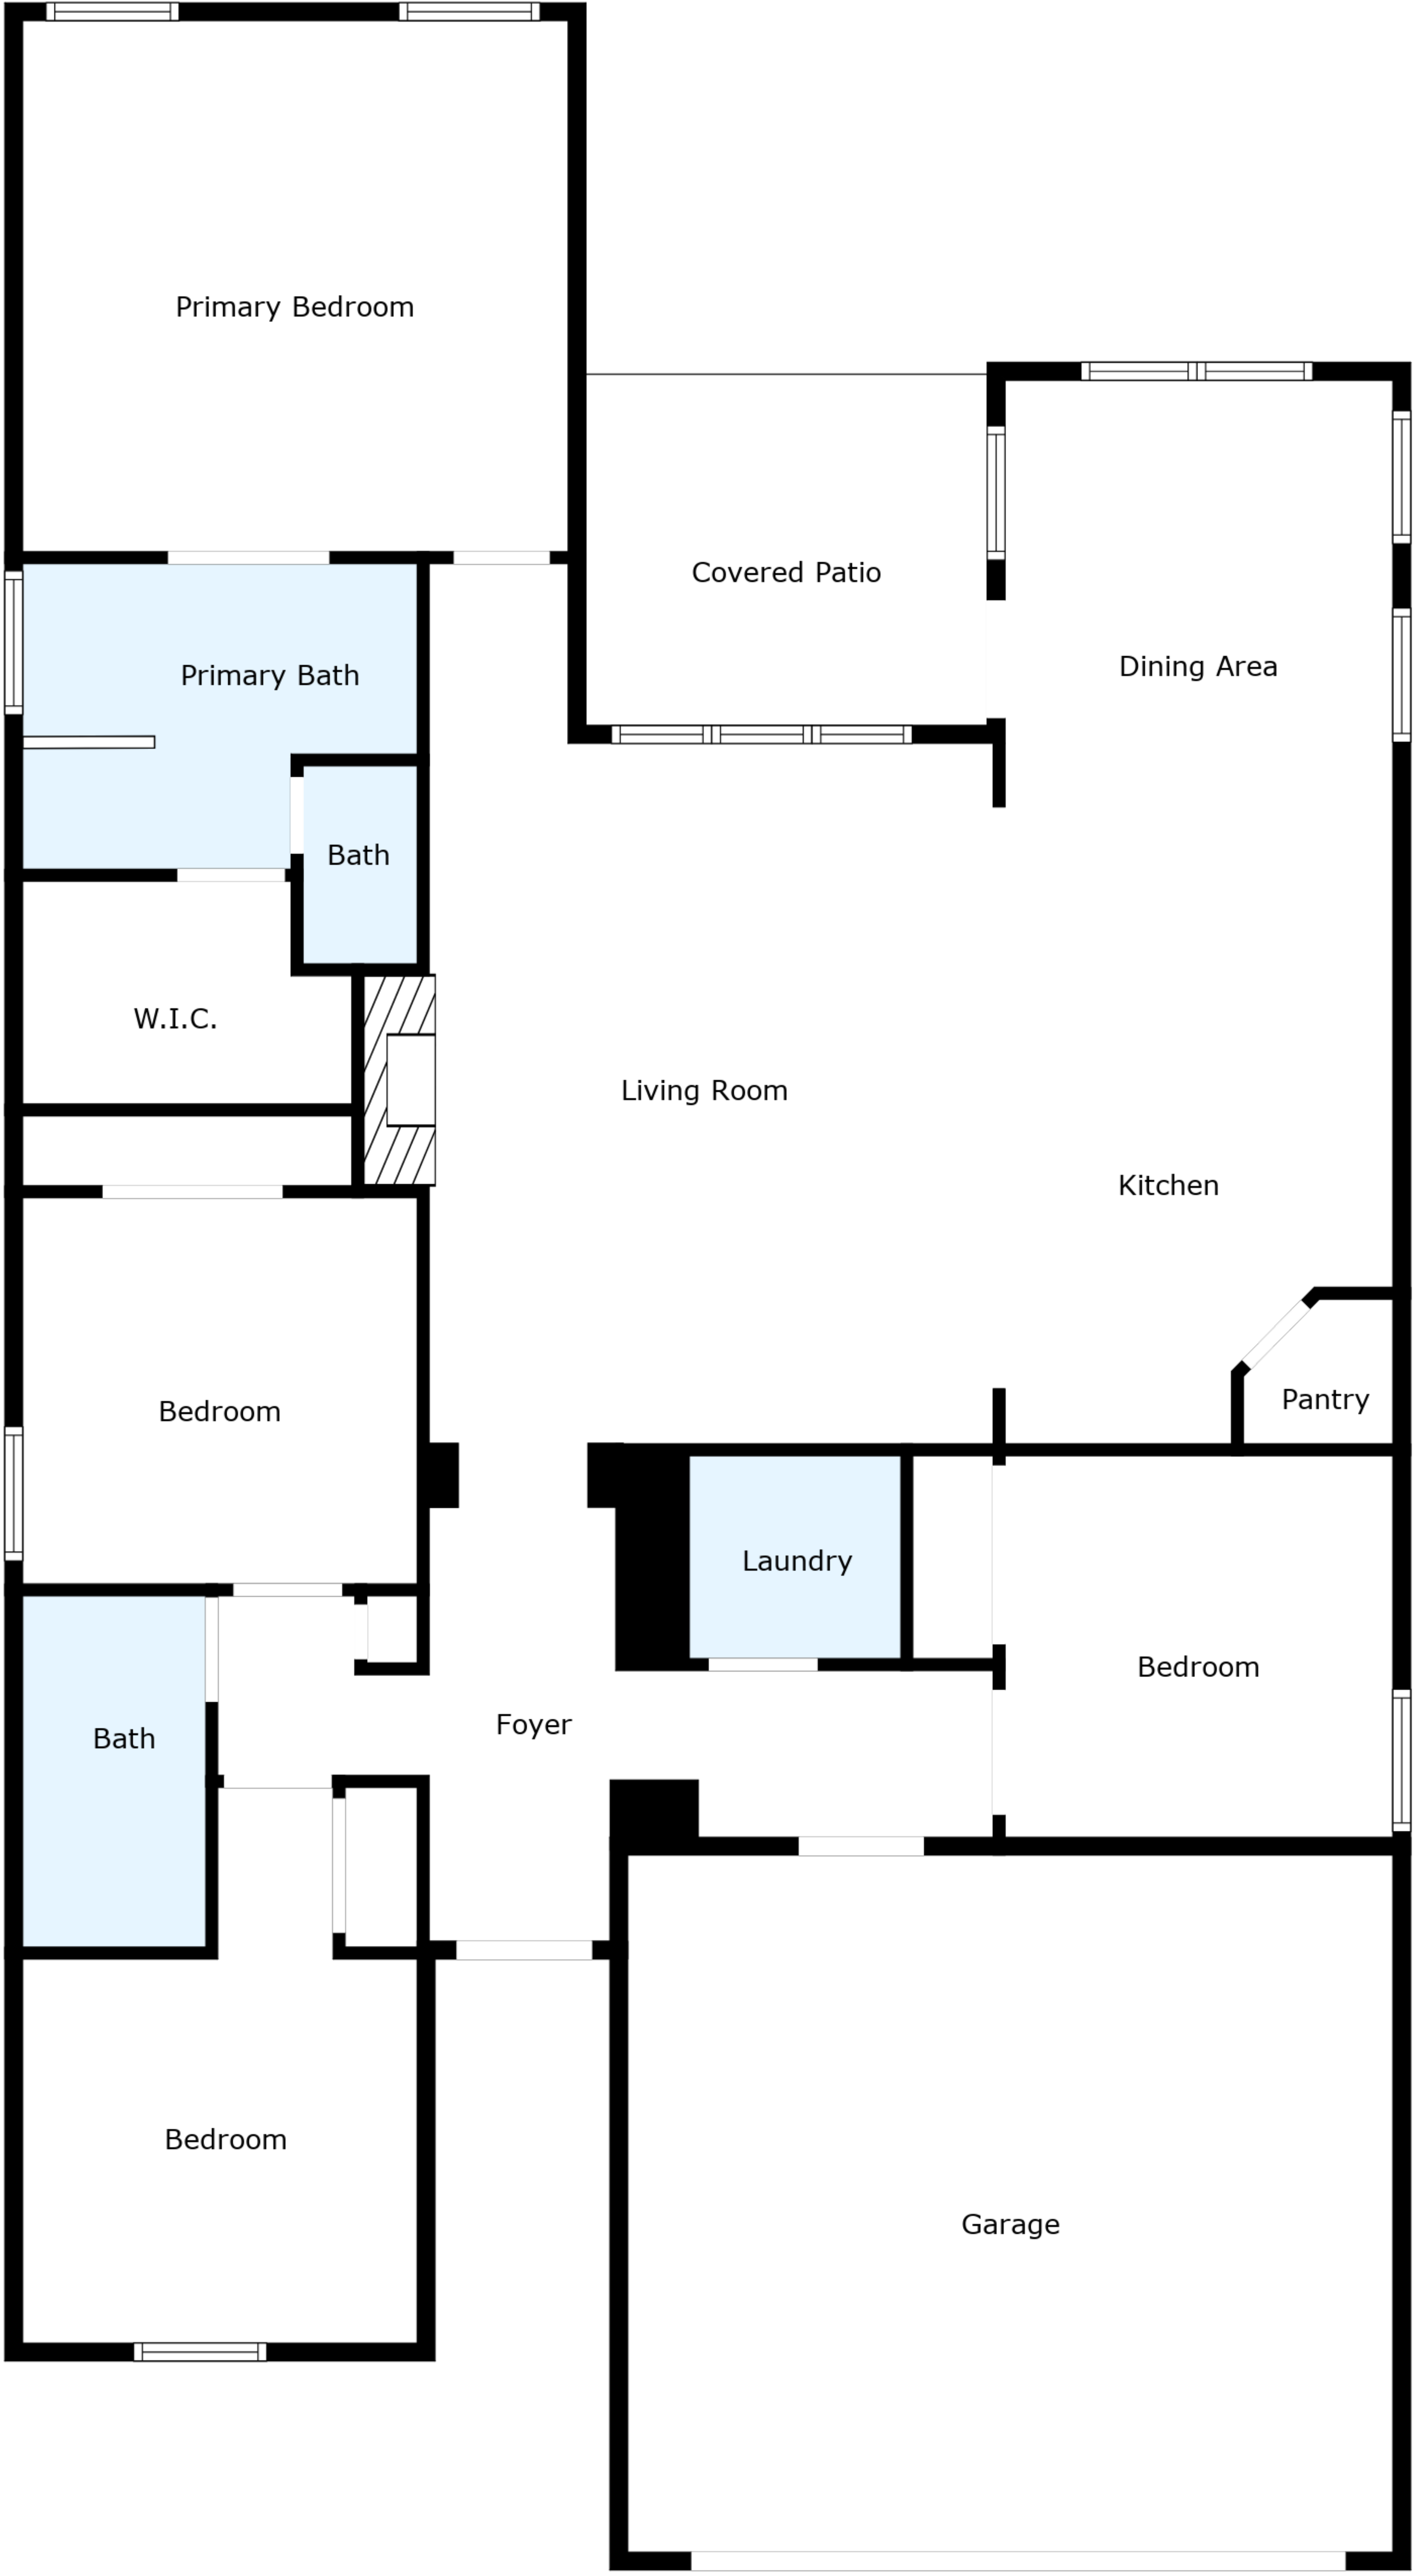 Primary Bedroom
Covered Patio
Dining Area
Primary Bath
Bath
W.I.C.
Living Room
Kitchen
Pantry
Bedroom
Laundry
Bedroom
Foyer
Bath
Bedroom
Garage